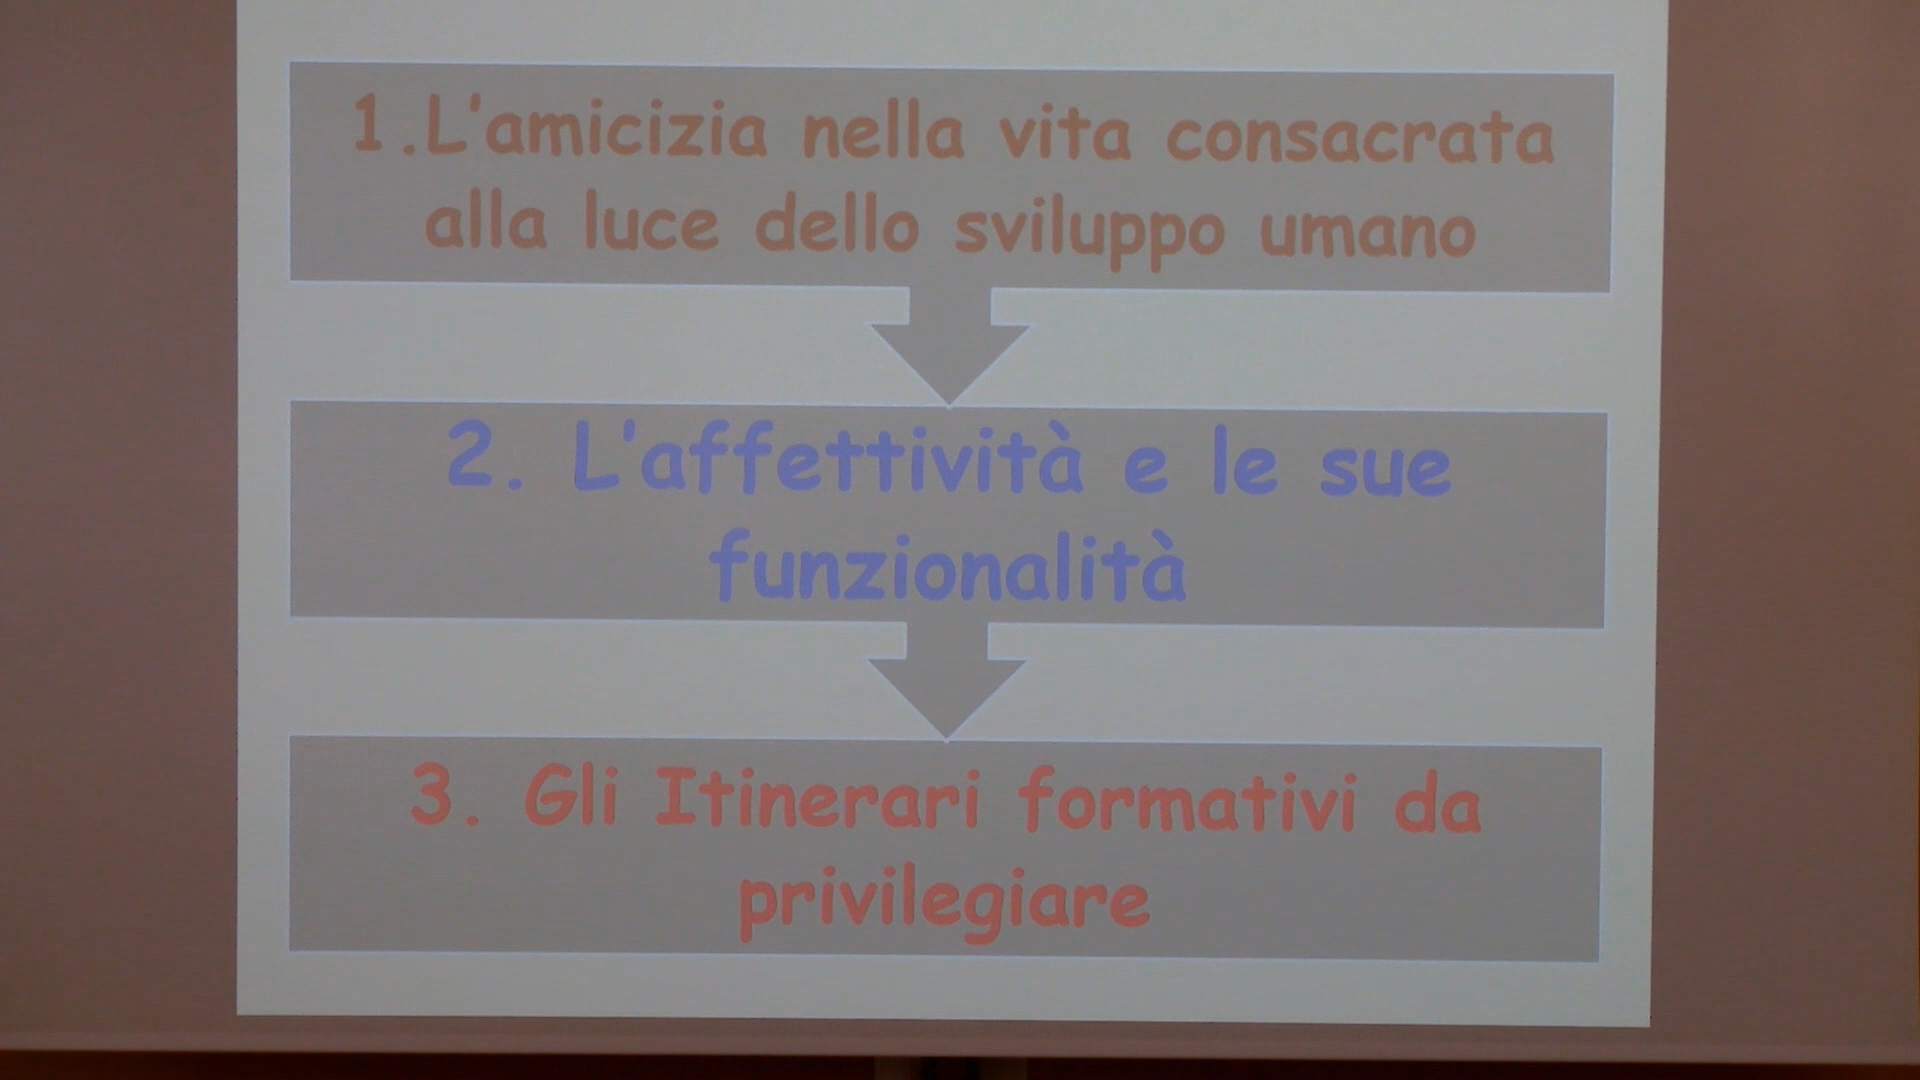 1.L'amicizia nella vita consacrata
alla luce dello sviluppo umano
2. L'affettività e le sue
funzionalità
3. Gli Itinerari formativi da
privilegiare